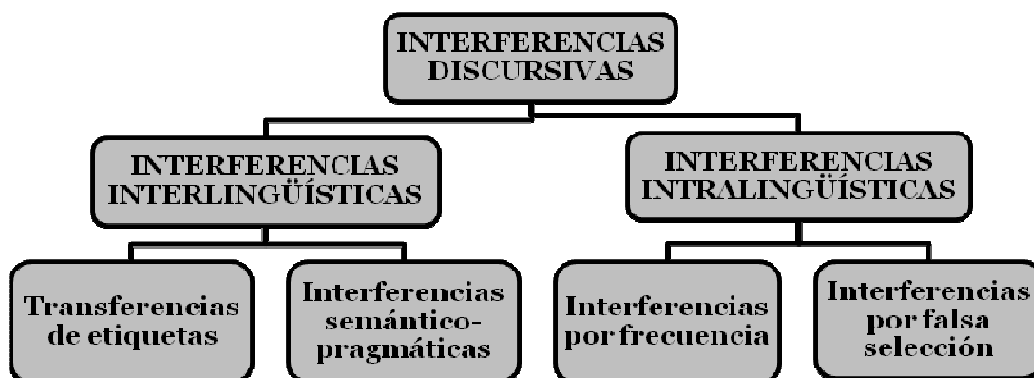 INTERFERENCIAS
DISCURSIVAS
INTERFERENCIAS
INTERLINGÜÍSTICAS
INTERFERENCIAS
INTRALINGÜÍSTICAS
Transferencias
de etiquetas
Interferencias
semántico-
pragmáticas
Interferencias
por frecuencia
Interferencias
por falsa
selección